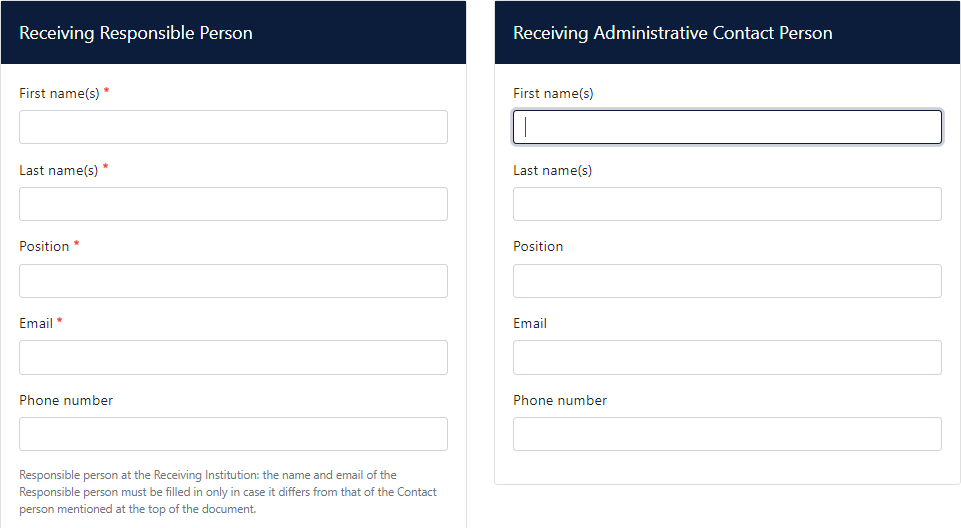 Receiving Responsible Person
First name(s) *
Last name(s) *
Position *
Email *
Phone number
Responsible person at the Receiving Institution: the name and email of the
Responsible person must be filled in only in case it differs from that of the Contact
person mentioned at the top of the document.
Receiving Administrative Contact Person
First name(s)
Last name(s)
Position
Email
Phone number